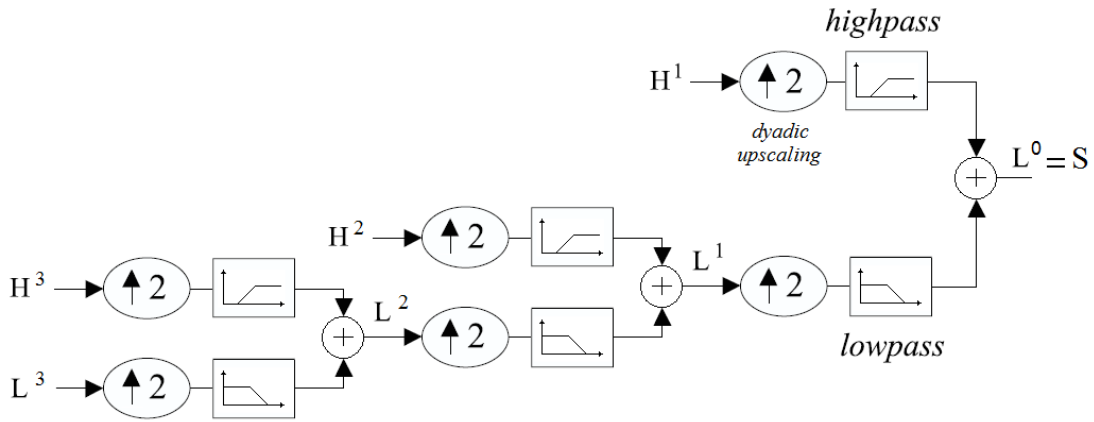 highpass
H¹ ↑ 2
dyadic
upscaling
L⁰ = S
+
H² ↑ 2
L¹ ↑ 2
+
H³ ↑ 2
L² ↑ 2
+
lowpass
L³ ↑ 2